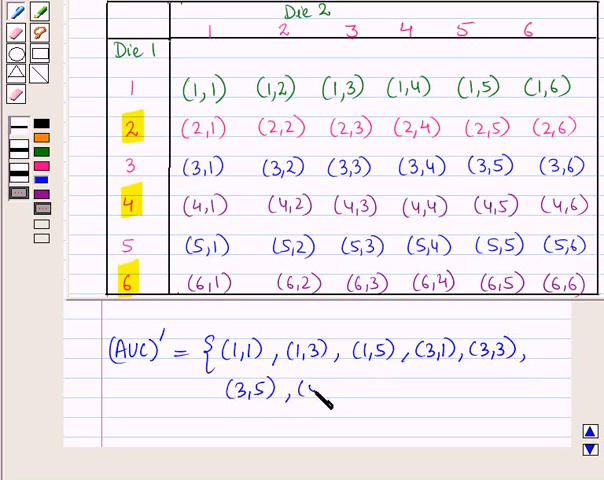 Die 2
1 2 3 4 5 6
Die 1
1 (1,1) (1,2) (1,3) (1,4) (1,5) (1,6)
2 (2,1) (2,2) (2,3) (2,4) (2,5) (2,6)
3 (3,1) (3,2) (3,3) (3,4) (3,5) (3,6)
4 (4,1) (4,2) (4,3) (4,4) (4,5) (4,6)
5 (5,1) (5,2) (5,3) (5,4) (5,5) (5,6)
6 (6,1) (6,2) (6,3) (6,4) (6,5) (6,6)
(AUC)' = { (1,1) , (1,3) , (1,5) , (3,1) , (3,3) ,
(3,5) , (